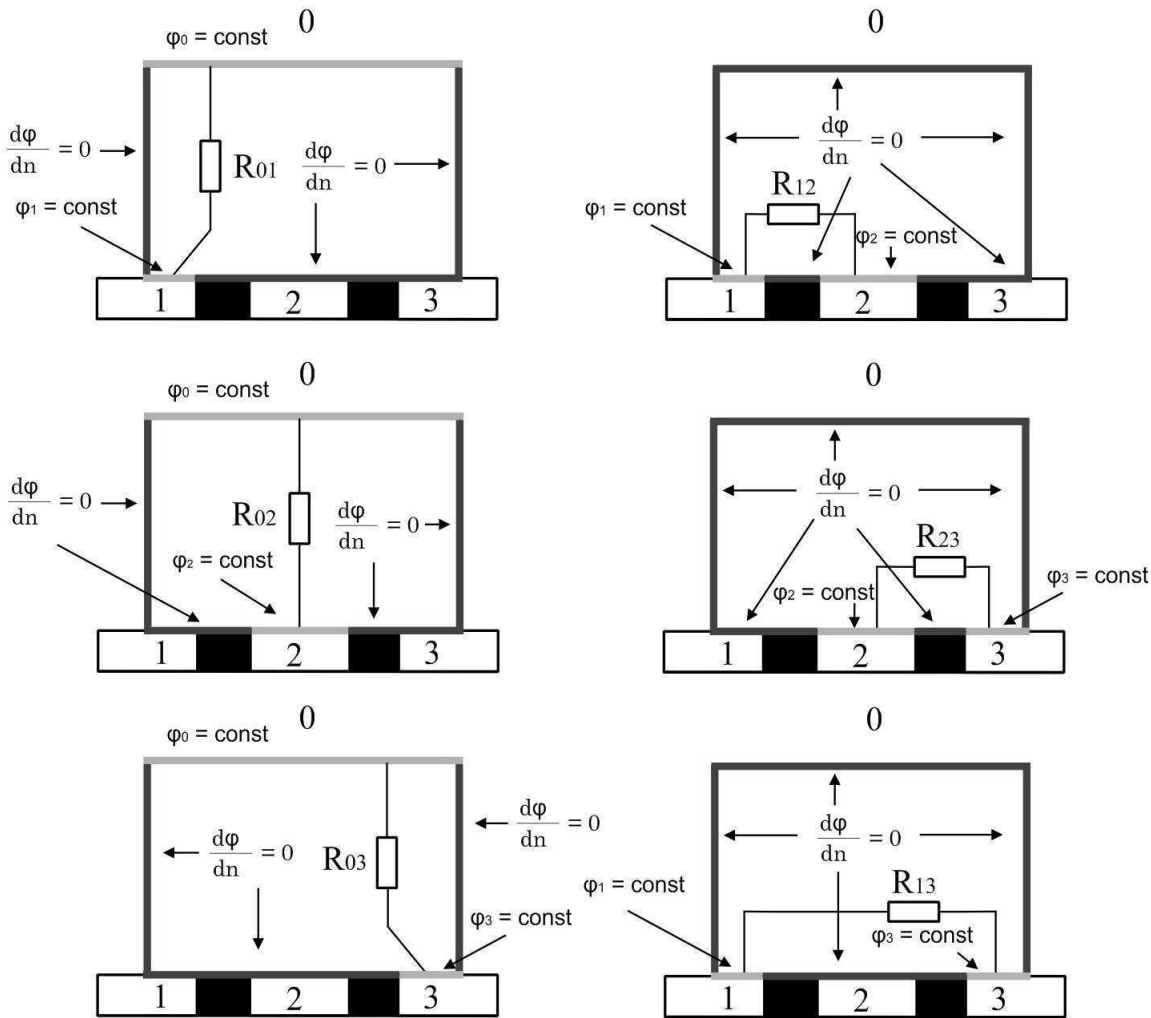 0
φ₀ = const
dφ
dn
= 0
R₀₁
dφ
dn
= 0
φ₁ = const
1 2 3
0
dφ
dn
= 0
R₁₂
φ₁ = const
φ₂ = const
1 2 3
0
φ₀ = const
dφ
dn
= 0
R₀₂
dφ
dn
= 0
φ₂ = const
1 2 3
0
dφ
dn
= 0
R₂₃
φ₂ = const
φ₃ = const
1 2 3
0
φ₀ = const
dφ
dn
= 0
R₀₃
dφ
dn
= 0
φ₃ = const
1 2 3
0
dφ
dn
= 0
R₁₃
φ₁ = const
φ₃ = const
1 2 3